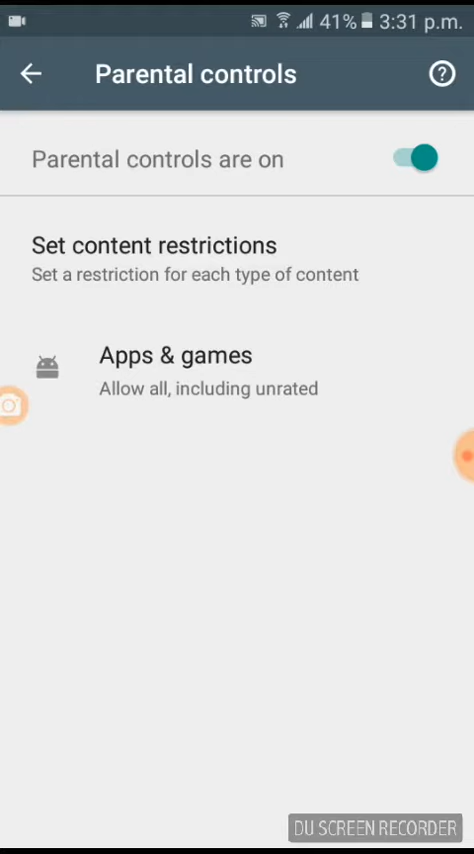 41% 3:31 p.m.
Parental controls
Parental controls are on
Set content restrictions
Set a restriction for each type of content
Apps & games
Allow all, including unrated
DU SCREEN RECORDER